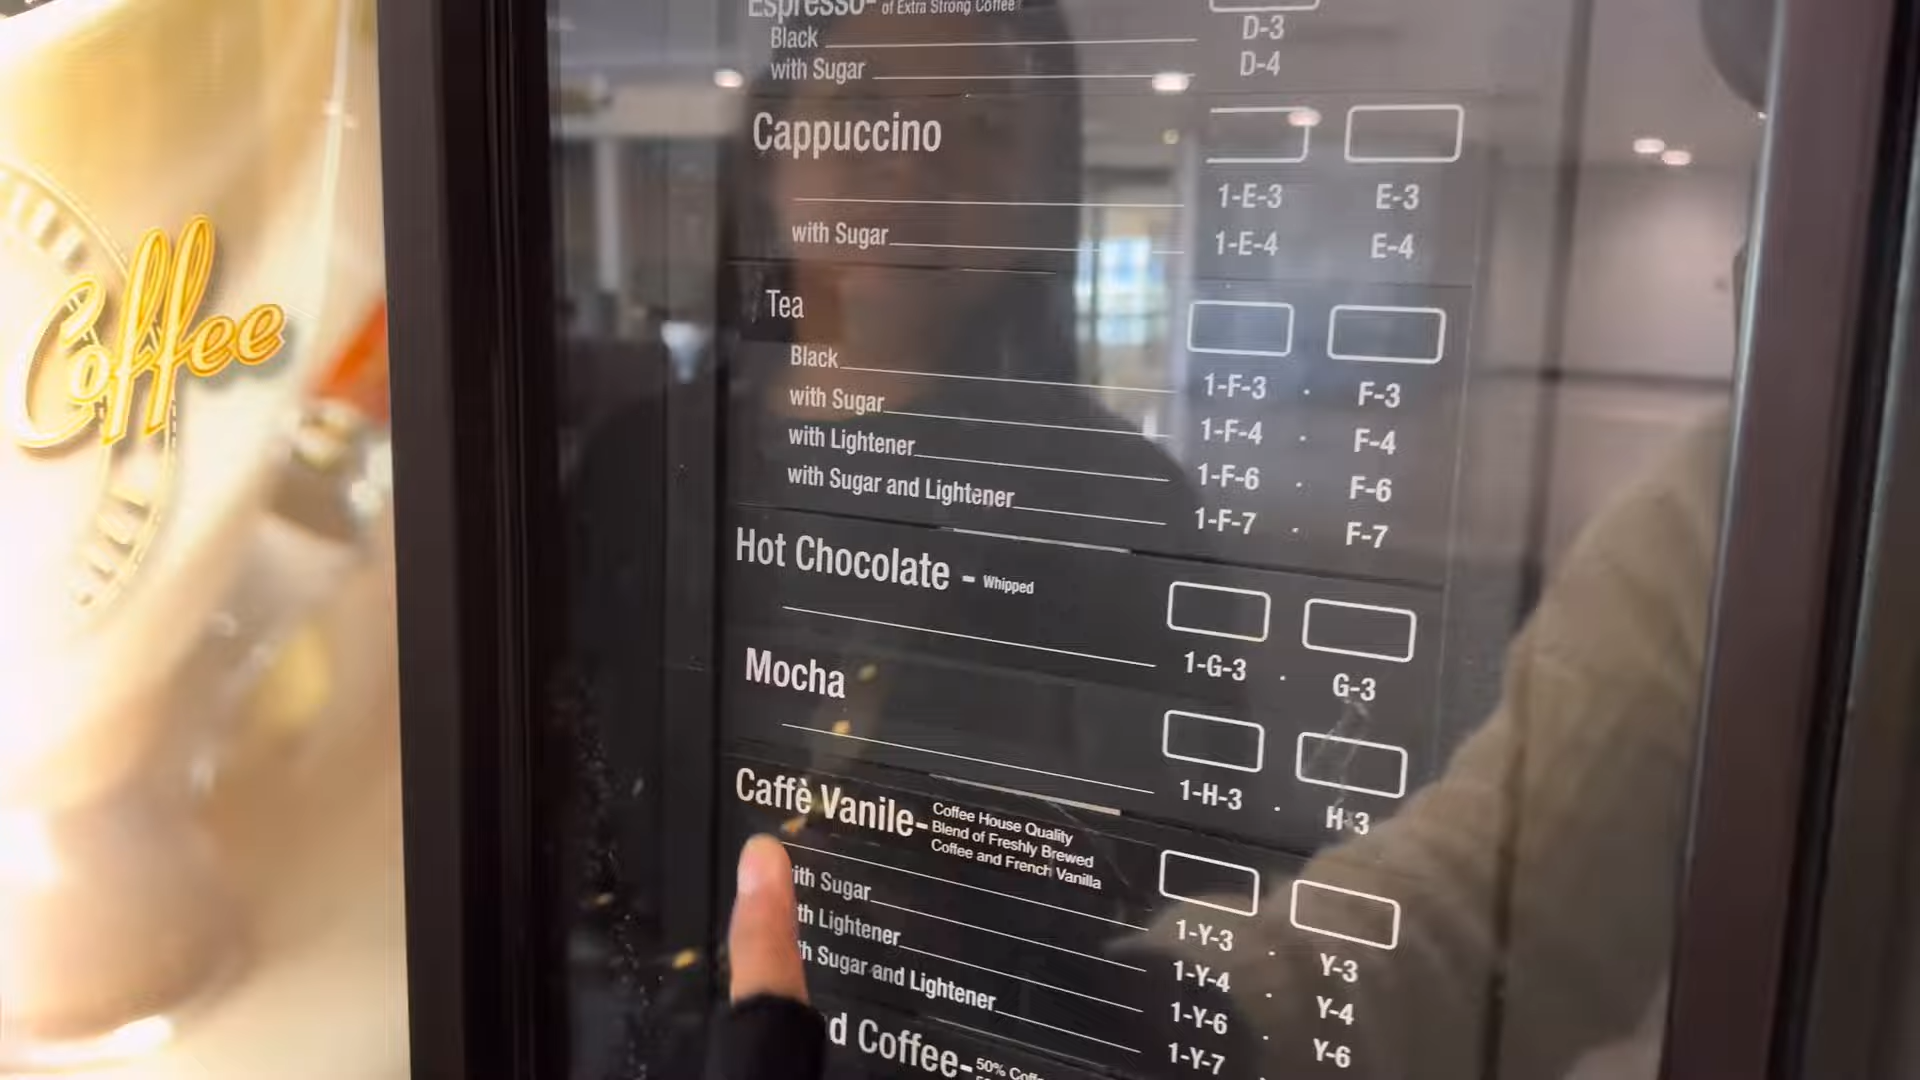 Coffee
Espresso- of Extra Strong Coffee
Black D-3
with Sugar D-4
Cappuccino
1-E-3 E-3
with Sugar 1-E-4 E-4
Tea
Black 1-F-3 · F-3
with Sugar 1-F-4 · F-4
with Lightener 1-F-6 · F-6
with Sugar and Lightener 1-F-7 · F-7
Hot Chocolate - Whipped
1-G-3 · G-3
Mocha
1-H-3 · H-3
Caffè Vanile- Coffee House Quality
Blend of Freshly Brewed
Coffee and French Vanilla
1-Y-3 · Y-3
with Sugar 1-Y-4 · Y-4
with Lightener 1-Y-6 · Y-6
with Sugar and Lightener 1-Y-7
Coffee- 50%